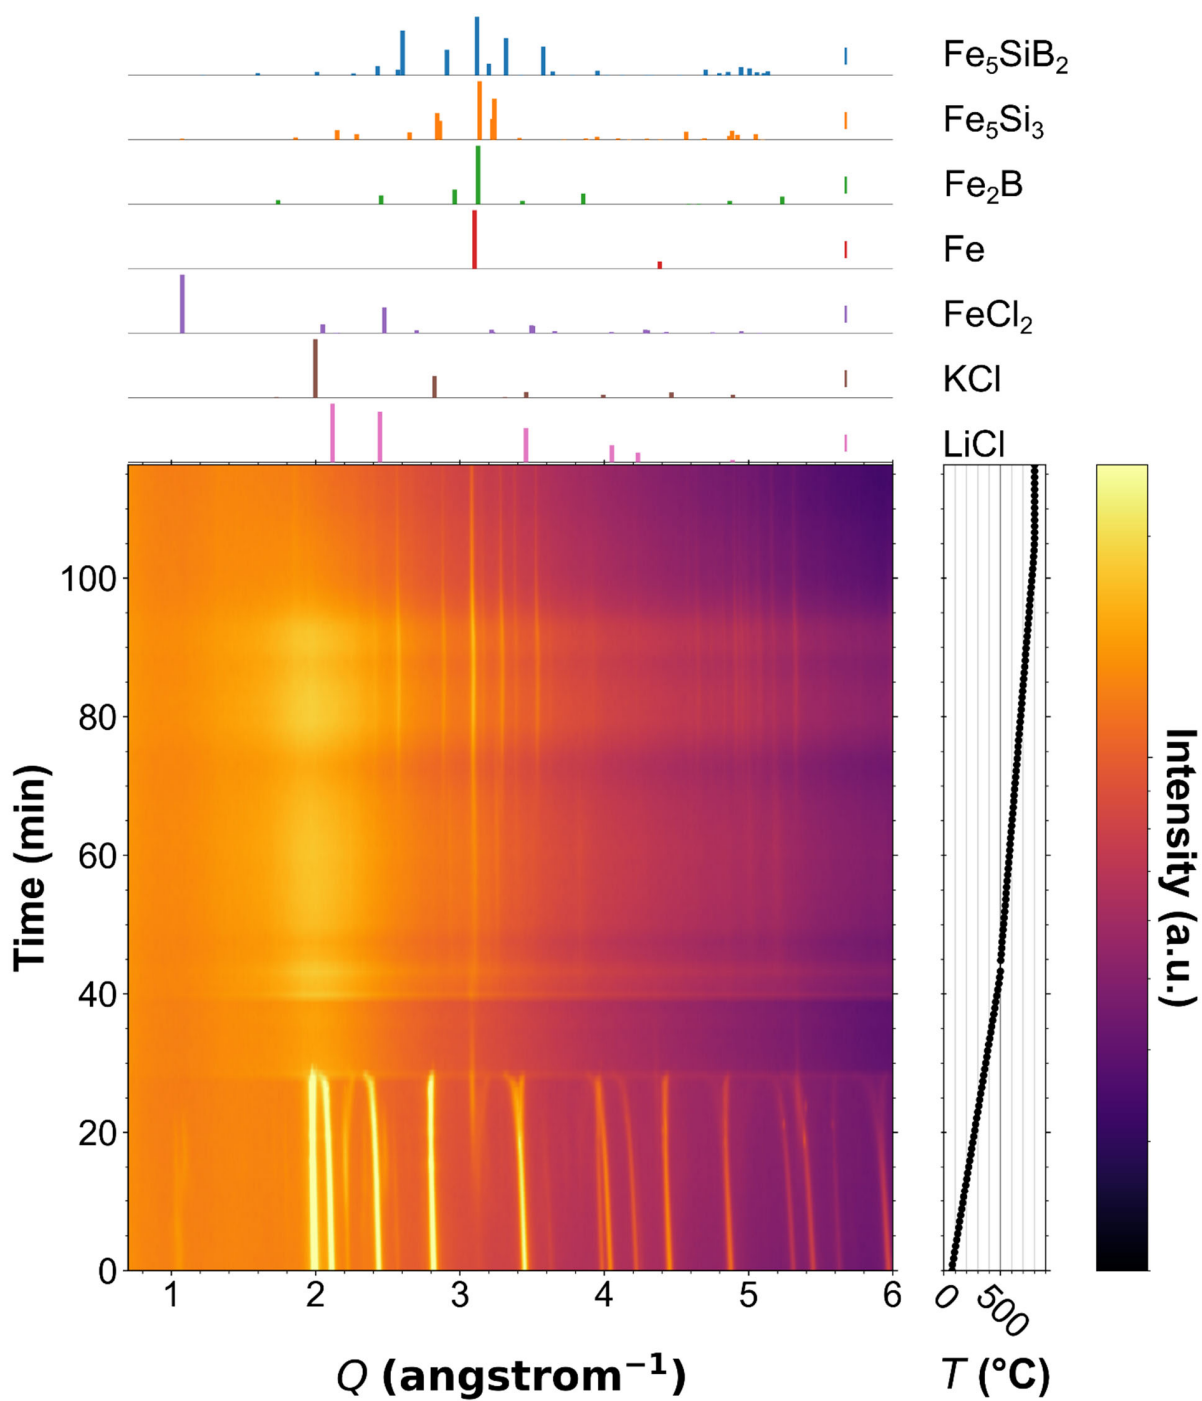 Fe₅SiB₂
Fe₅Si₃
Fe₂B
Fe
FeCl₂
KCl
LiCl
100
80
60
40
20
0
Time (min)
1 2 3 4 5 6
Q (angstrom⁻¹)
0 500
T (°C)
Intensity (a.u.)